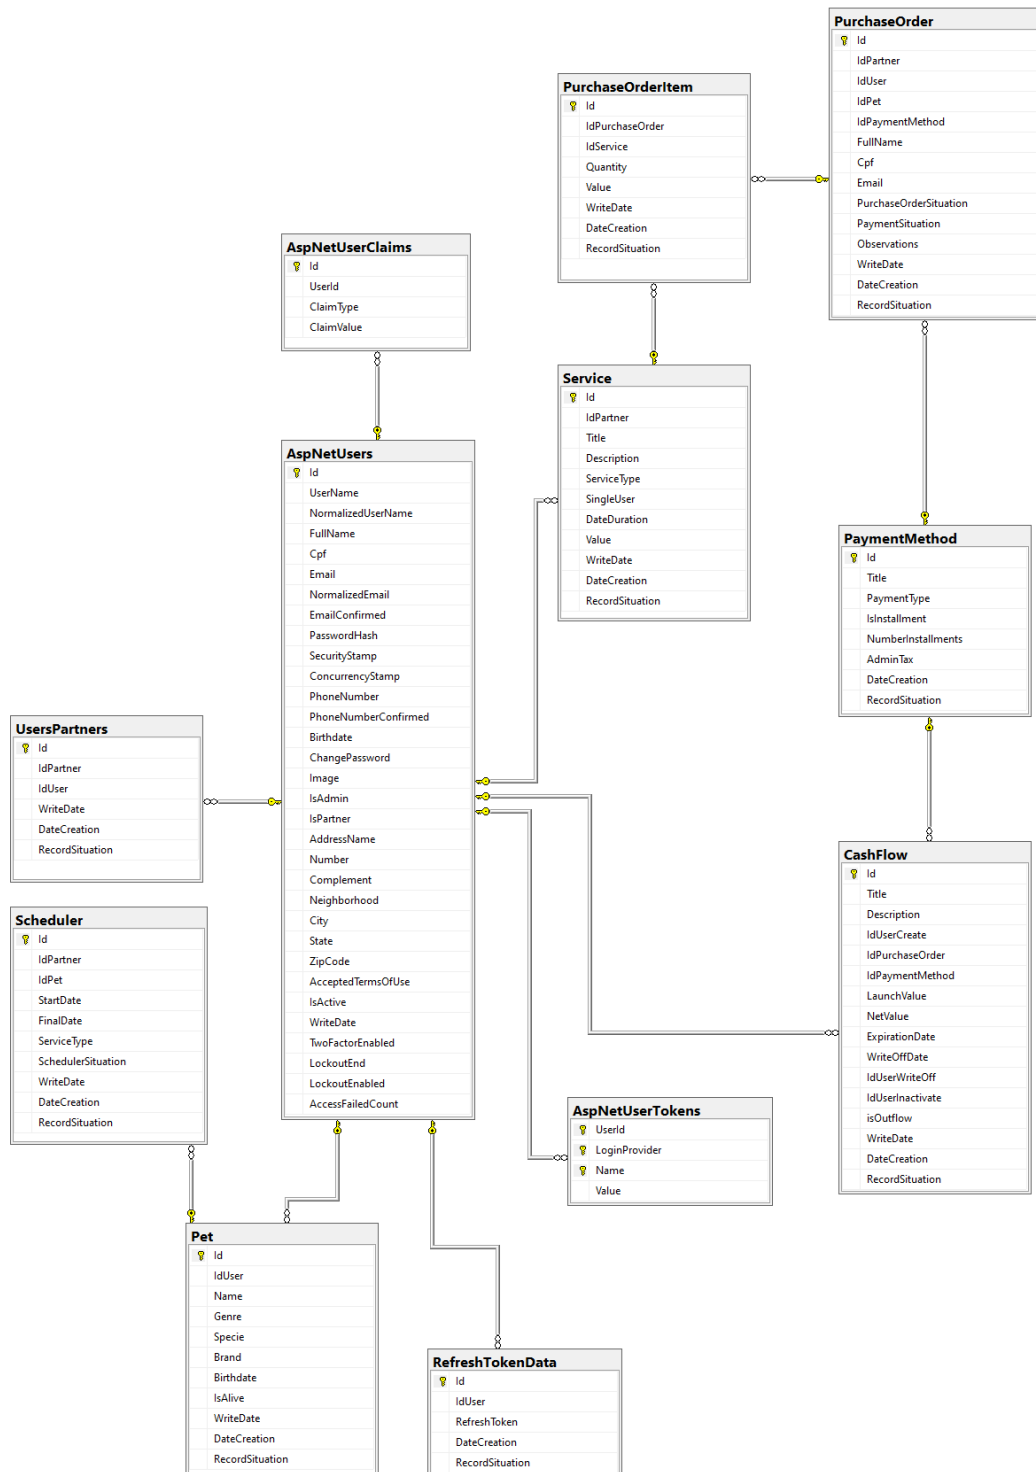 PurchaseOrder
Id
IdPartner
IdUser
IdPet
IdPaymentMethod
FullName
Cpf
Email
PurchaseOrderSituation
PaymentSituation
Observations
WriteDate
DateCreation
RecordSituation
PurchaseOrderItem
Id
IdPurchaseOrder
IdService
Quantity
Value
WriteDate
DateCreation
RecordSituation
AspNetUserClaims
Id
UserId
ClaimType
ClaimValue
Service
Id
IdPartner
Title
Description
ServiceType
SingleUser
DateDuration
Value
WriteDate
DateCreation
RecordSituation
AspNetUsers
Id
UserName
NormalizedUserName
FullName
Cpf
Email
NormalizedEmail
EmailConfirmed
PasswordHash
SecurityStamp
ConcurrencyStamp
PhoneNumber
PhoneNumberConfirmed
Birthdate
ChangePassword
Image
IsAdmin
IsPartner
AddressName
Number
Complement
Neighborhood
City
State
ZipCode
AcceptedTermsOfUse
IsActive
WriteDate
TwoFactorEnabled
LockoutEnd
LockoutEnabled
AccessFailedCount
PaymentMethod
Id
Title
PaymentType
IsInstallment
NumberInstallments
AdminTax
DateCreation
RecordSituation
UsersPartners
Id
IdPartner
IdUser
WriteDate
DateCreation
RecordSituation
CashFlow
Id
Title
Description
IdUserCreate
IdPurchaseOrder
IdPaymentMethod
LaunchValue
NetValue
ExpirationDate
WriteOffDate
IdUserWriteOff
IdUserInactivate
isOutflow
WriteDate
DateCreation
RecordSituation
Scheduler
Id
IdPartner
IdPet
StartDate
FinalDate
ServiceType
SchedulerSituation
WriteDate
DateCreation
RecordSituation
AspNetUserTokens
UserId
LoginProvider
Name
Value
Pet
Id
IdUser
Name
Genre
Specie
Brand
Birthdate
IsAlive
WriteDate
DateCreation
RecordSituation
RefreshTokenData
Id
IdUser
RefreshToken
DateCreation
RecordSituation